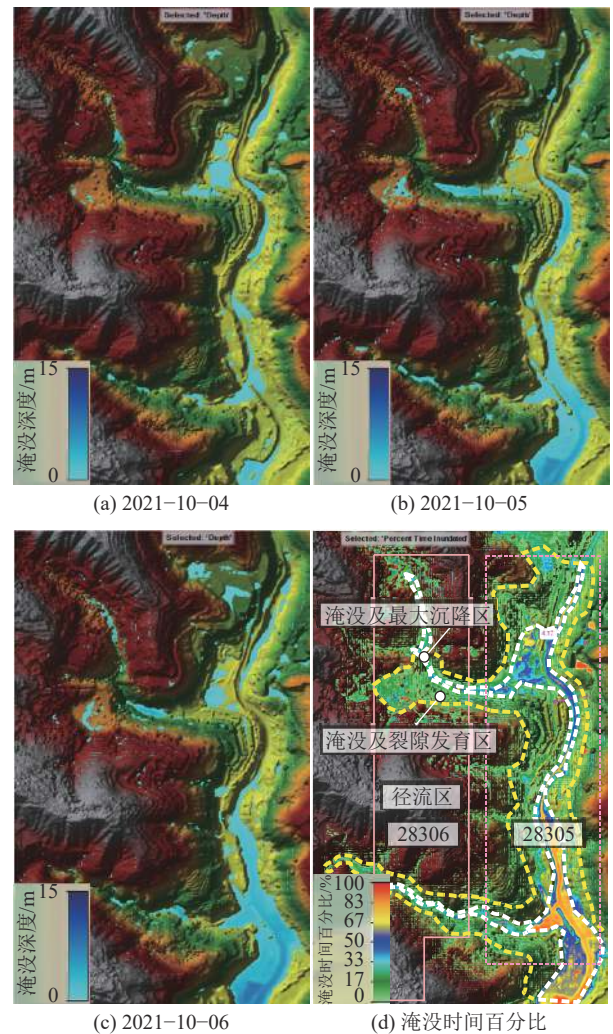 Selected: 'Depth'
Selected: 'Depth'
15
0
淹没深度/m
15
0
淹没深度/m
(a) 2021−10−04
(b) 2021−10−05
Selected: 'Depth'
Selected: 'Percent Time Inundated'
淹没及最大沉降区
淹没及裂隙发育区
径流区
28306
28305
15
0
淹没深度/m
100
83
67
50
33
17
0
淹没时间百分比/%
(c) 2021−10−06
(d) 淹没时间百分比